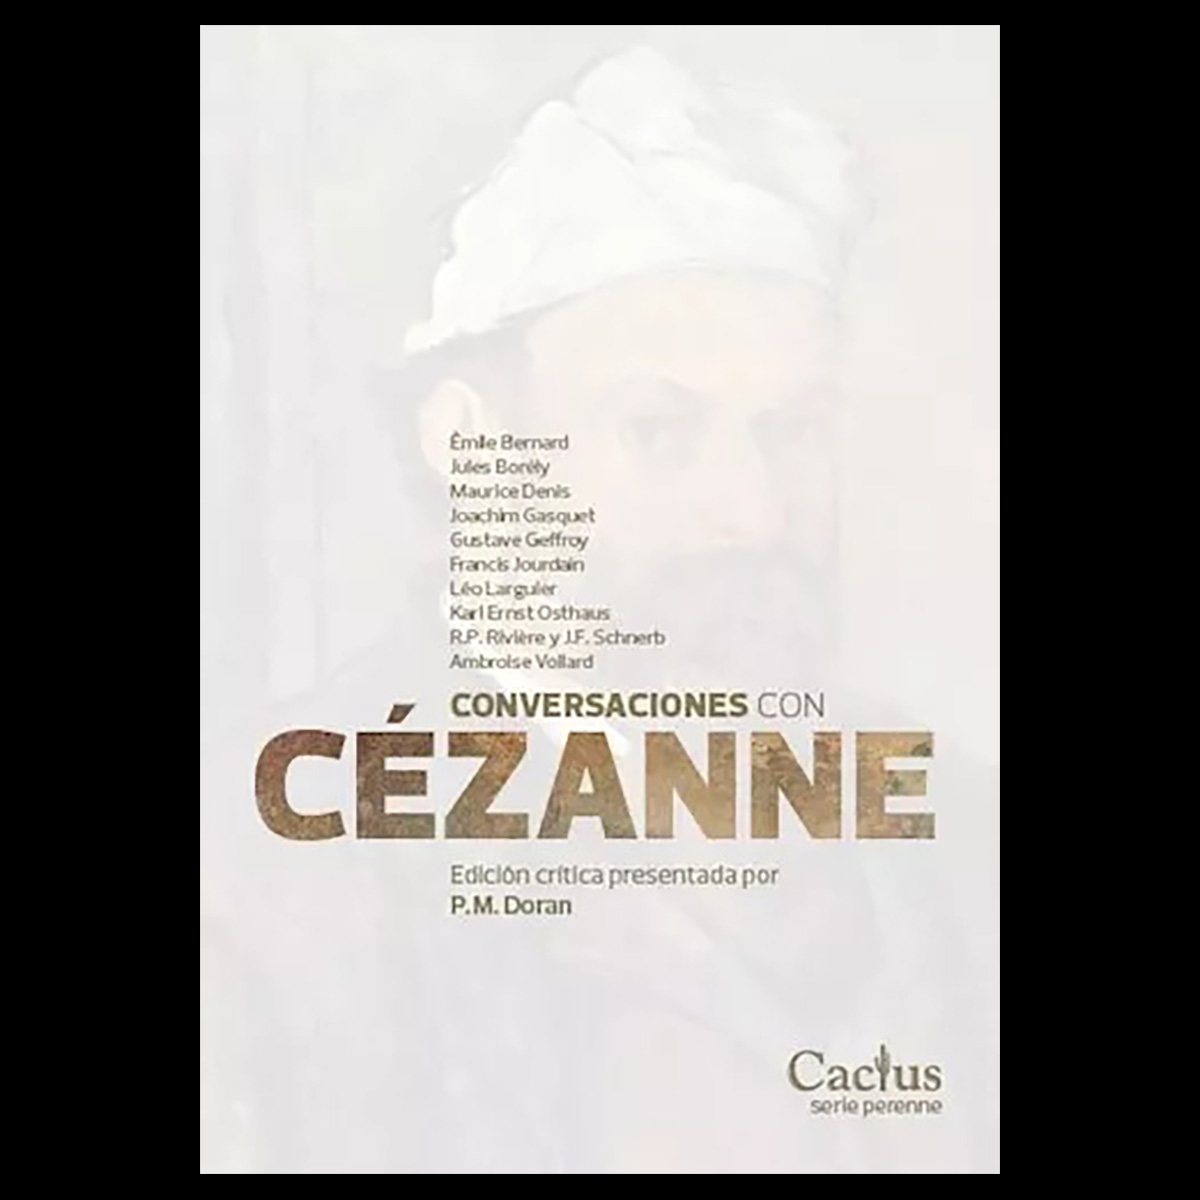 Émile Bernard
Jules Borély
Maurice Denis
Joachim Gasquet
Gustave Geffroy
Francis Jourdain
Léo Larguier
Karl Ernst Osthaus
R.P. Rivière y J.F. Schnerb
Ambroise Vollard
CONVERSACIONES CON
CÉZANNE
Edición crítica presentada por
P.M. Doran
Cactus
serie perenne